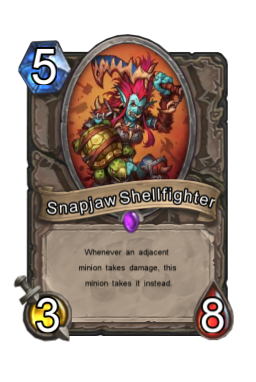 5
Snapjaw Shellfighter
Whenever an adjacent
minion takes damage, this
minion takes it instead.
3
8